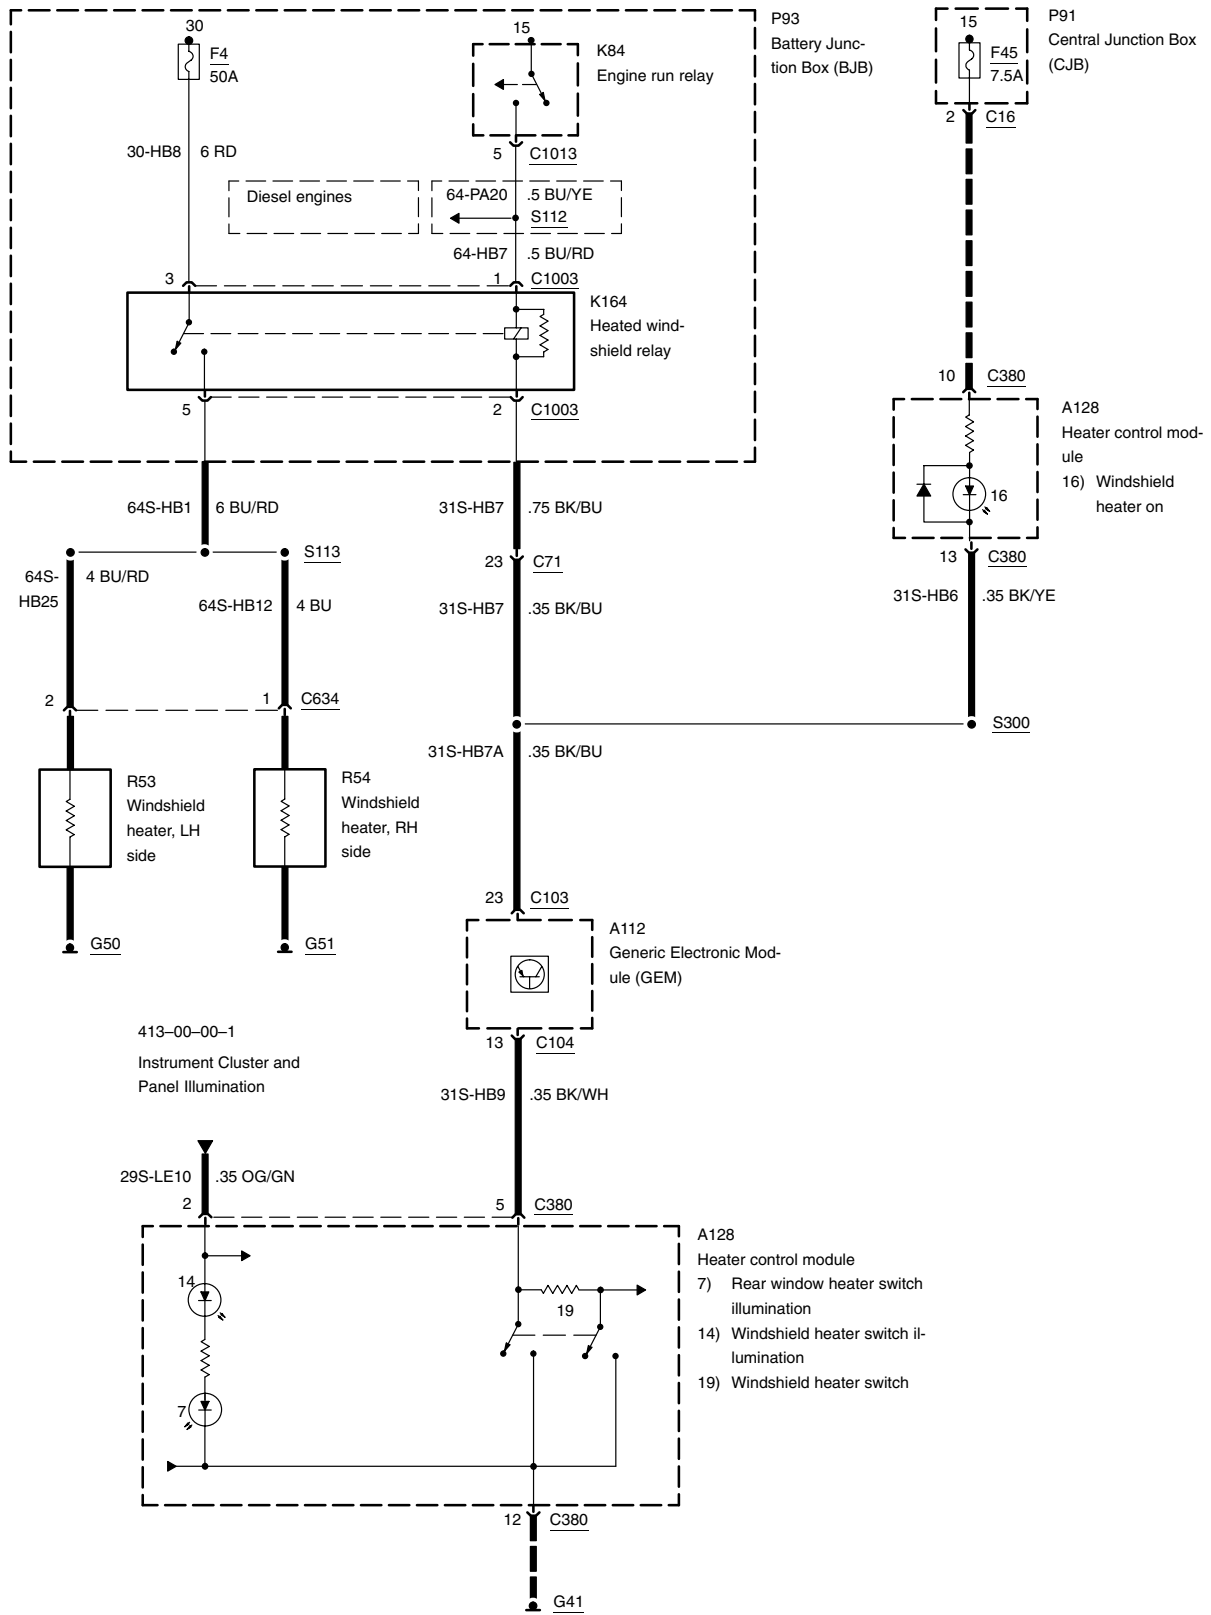 30
F4
50A
15
K84
Engine run relay
P93
Battery Junc-
tion Box (BJB)
15
F45
7.5A
P91
Central Junction Box
(CJB)
2 C16
30-HB8 6 RD
5 C1013
Diesel engines
64-PA20 .5 BU/YE
S112
64-HB7 .5 BU/RD
3
1 C1003
K164
Heated wind-
shield relay
5
2 C1003
10 C380
A128
Heater control mod-
ule
16) Windshield
heater on
16
13 C380
31S-HB6 .35 BK/YE
64S-HB1 6 BU/RD
31S-HB7 .75 BK/BU
S113
23 C71
64S-
HB25
4 BU/RD
64S-HB12 4 BU
31S-HB7 .35 BK/BU
2
1 C634
S300
31S-HB7A .35 BK/BU
R53
Windshield
heater, LH
side
R54
Windshield
heater, RH
side
23 C103
G50
G51
A112
Generic Electronic Mod-
ule (GEM)
13 C104
413–00–00–1
Instrument Cluster and
Panel Illumination
31S-HB9 .35 BK/WH
29S-LE10 .35 OG/GN
2
5 C380
A128
Heater control module
7) Rear window heater switch
illumination
14) Windshield heater switch il-
lumination
19) Windshield heater switch
14
19
7
12 C380
G41